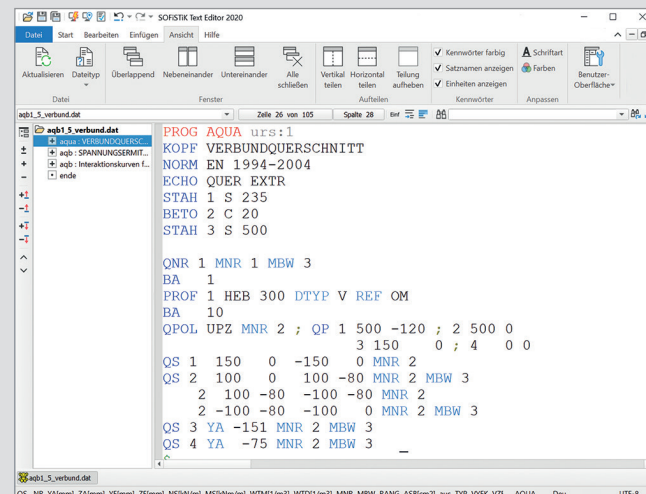 SOFiSTiK Text Editor 2020
Datei Start Bearbeiten Einfügen Ansicht Hilfe
Aktualisieren Dateityp Überlappend Nebeneinander Untereinander Alle schließen Vertikal teilen Horizontal teilen Teilung aufheben
Kennwörter farbig
Satznamen anzeigen
Einheiten anzeigen
Schriftart
Farben
Benutzer-Oberfläche
Datei Fenster Aufteilen Kennwörter Anpassen
aqb1_5_verbund.dat Zeile 26 von 105 Spalte 28 Einf
aqb1_5_verbund.dat
aqua : VERBUNDQUERSC...
aqb : SPANNUNGSERMIT...
aqb : Interaktionskurven f...
ende
PROG AQUA urs:1
KOPF VERBUNDQUERSCHNITT
NORM EN 1994-2004
ECHO QUER EXTR
STAH 1 S 235
BETO 2 C 20
STAH 3 S 500
QNR 1 MNR 1 MBW 3
BA 1
PROF 1 HEB 300 DTYP V REF OM
BA 10
QPOL UPZ MNR 2 ; QP 1 500 -120 ; 2 500 0
3 150 0 ; 4 0 0
QS 1 150 0 -150 0 MNR 2
QS 2 100 0 100 -80 MNR 2 MBW 3
2 100 -80 -100 -80 MNR 2
2 -100 -80 -100 0 MNR 2 MBW 3
QS 3 YA -151 MNR 2 MBW 3
QS 4 YA -75 MNR 2 MBW 3
aqb1_5_verbund.dat